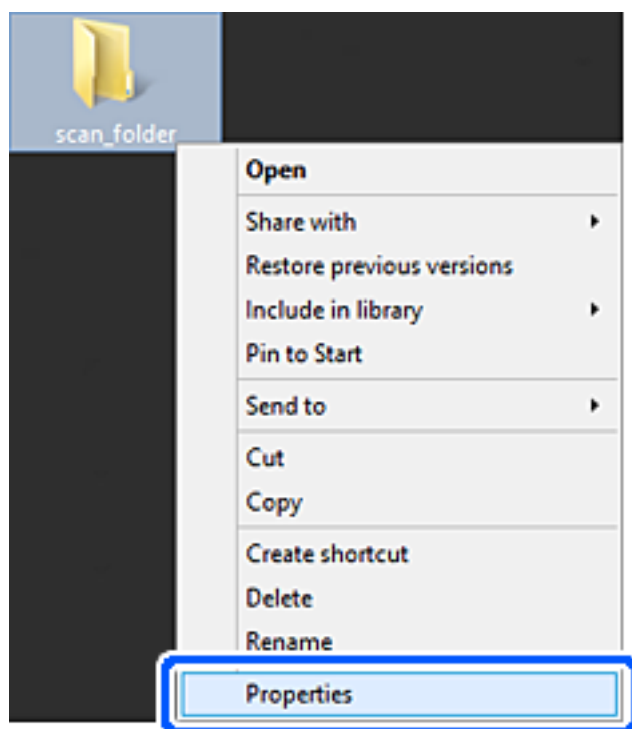 scan_folder
Open
Share with
Restore previous versions
Include in library
Pin to Start
Send to
Cut
Copy
Create shortcut
Delete
Rename
Properties